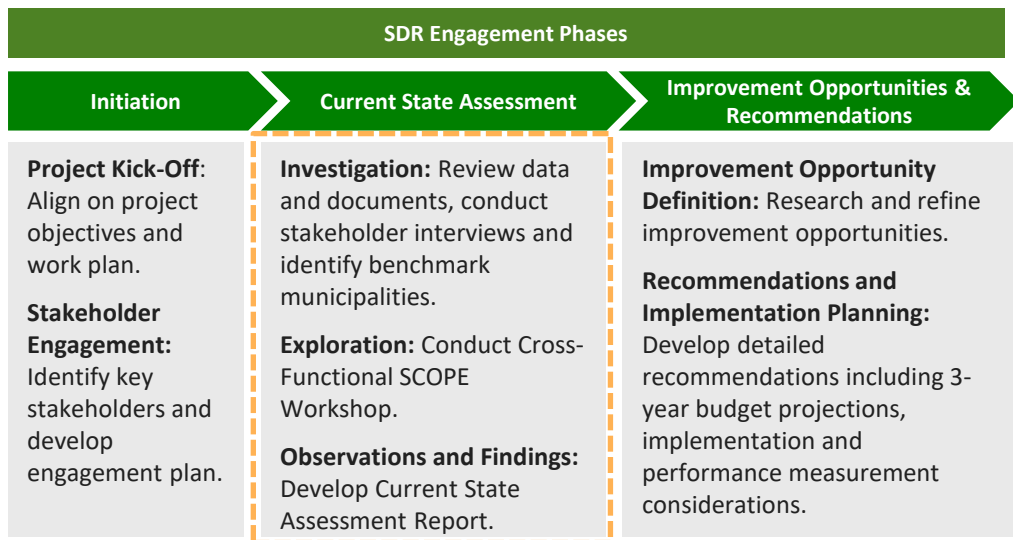 SDR Engagement Phases
Initiation
Current State Assessment
Improvement Opportunities &
Recommendations
Project Kick-Off:
Align on project
objectives and
work plan.
Stakeholder
Engagement:
Identify key
stakeholders and
develop
engagement plan.
Investigation: Review data
and documents, conduct
stakeholder interviews and
identify benchmark
municipalities.
Exploration: Conduct Cross-
Functional SCOPE
Workshop.
Observations and Findings:
Develop Current State
Assessment Report.
Improvement Opportunity
Definition: Research and refine
improvement opportunities.
Recommendations and
Implementation Planning:
Develop detailed
recommendations including 3-
year budget projections,
implementation and
performance measurement
considerations.